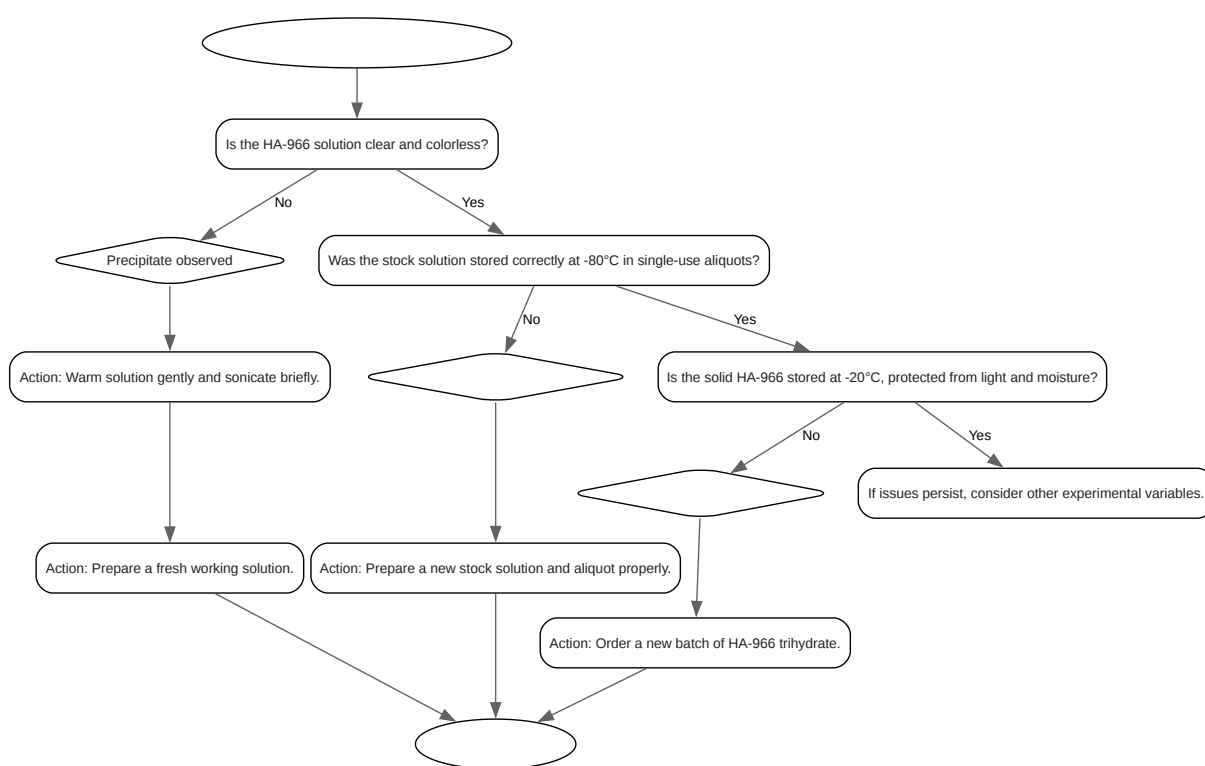 Is the HA-966 solution clear and colorless?
No
Yes
Precipitate observed
Was the stock solution stored correctly at -80°C in single-use aliquots?
No
Yes
Action: Warm solution gently and sonicate briefly.
Is the solid HA-966 stored at -20°C, protected from light and moisture?
No
Yes
If issues persist, consider other experimental variables.
Action: Prepare a fresh working solution.
Action: Prepare a new stock solution and aliquot properly.
Action: Order a new batch of HA-966 trihydrate.